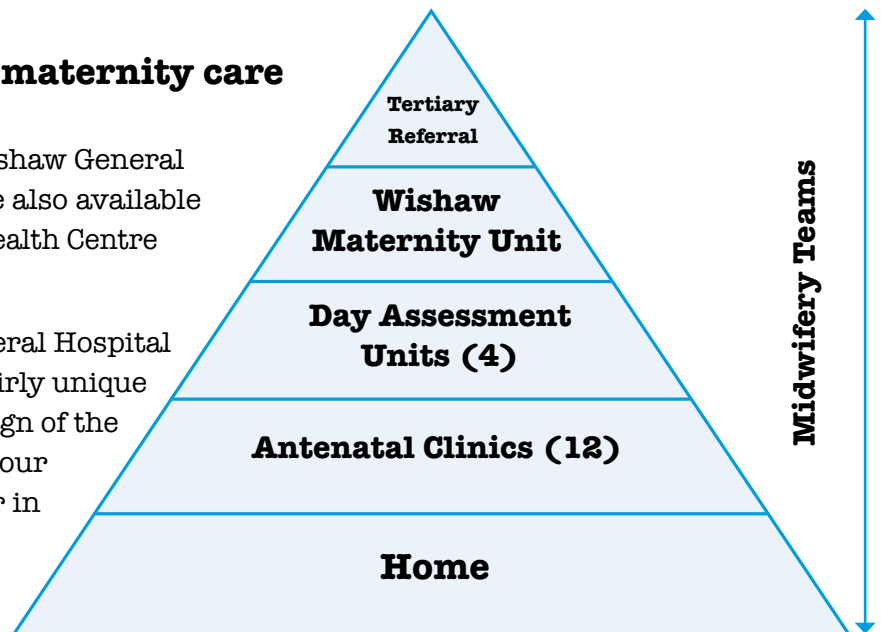 maternity care
shaw General
also available
ealth Centre
eral Hospital
irly unique
gn of the
our
in
Tertiary
Referral
Wishaw
Maternity Unit
Day Assessment
Units (4)
Antenatal Clinics (12)
Home
Midwifery Teams